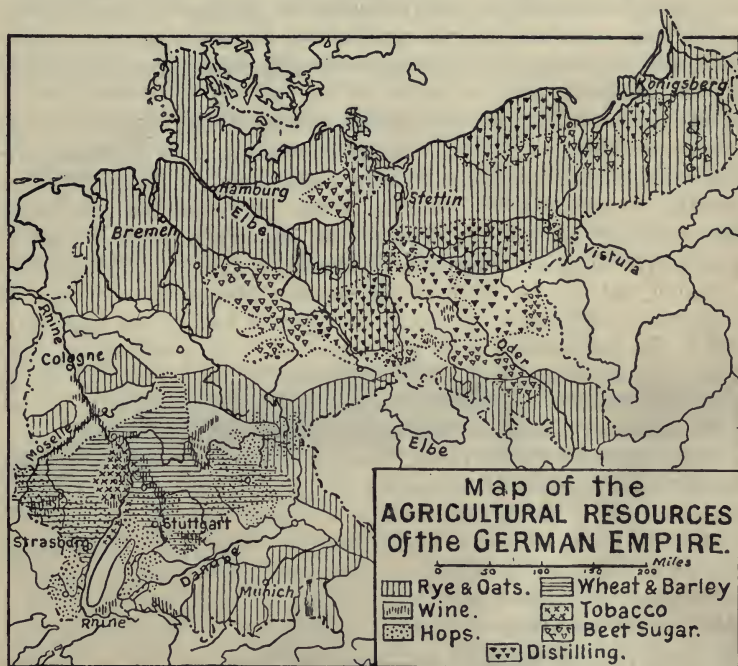 Königsberg
Hamburg
Stettin
Elbe
Bremen
Vistula
Rhine
Cologne
Oder
Moselle
Elbe
Stuttgart
Strasburg
Danube
Munich
Rhine
Map of the
AGRICULTURAL RESOURCES
of the GERMAN EMPIRE.
0 50 100 150 200
Miles
Rye & Oats. Wheat & Barley
Wine. Tobacco
Hops. Beet Sugar.
Distilling.